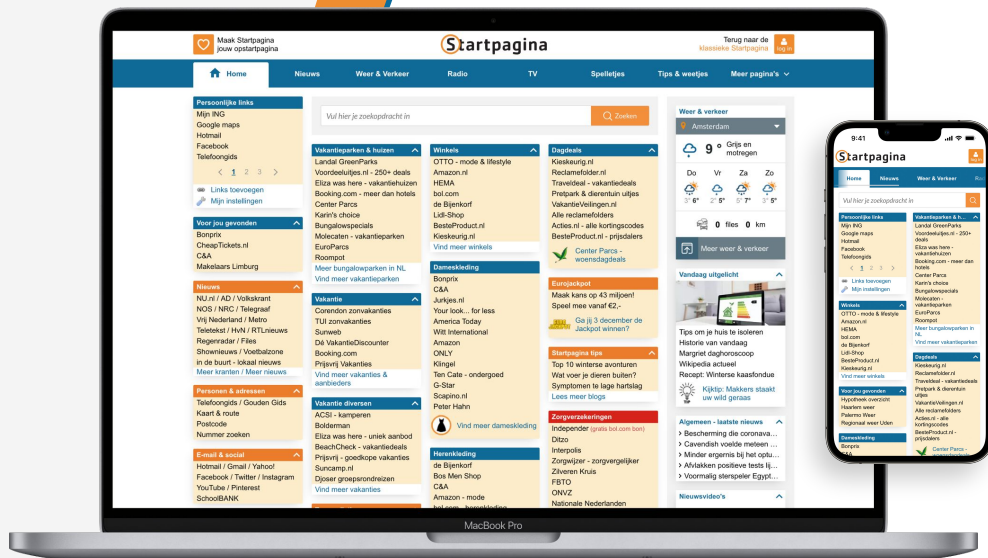 Maak Startpagina
jouw opstartpagina
Startpagina
Terug naar de
klassieke Startpagina
log in
Home
Nieuws
Weer & Verkeer
Radio
TV
Spelletjes
Tips & weetjes
Meer pagina's
Persoonlijke links
Mijn ING
Google maps
Hotmail
Facebook
Telefoongids
1 2 3
Links toevoegen
Mijn instellingen
Voor jou gevonden
Bonprix
CheapTickets.nl
C&A
Makelaars Limburg
Nieuws
NU.nl / AD / Volkskrant
NOS / NRC / Telegraaf
Vrij Nederland / Metro
Teletekst / HvN / RTLnieuws
Regenradar / Files
Shownieuws / Voetbalzone
in de buurt - lokaal nieuws
Meer kranten / Meer nieuws
Personen & adressen
Telefoongids / Gouden Gids
Kaart & route
Postcode
Nummer zoeken
E-mail & social
Hotmail / Gmail / Yahoo!
Facebook / Twitter / Instagram
YouTube / Pinterest
SchoolBANK
Vul hier je zoekopdracht in
Zoeken
Vakantieparken & huizen
Landal GreenParks
Voordeeluitjes.nl - 250+ deals
Eliza was here - vakantiehuizen
Booking.com - meer dan hotels
Center Parcs
Karin's choice
Bungalowspecials
Molecaten - vakantieparken
EuroParcs
Roompot
Meer bungalowparken in NL
Vind meer vakantieparken
Vakantie
Corendon zonvakanties
TUI zonvakanties
Sunweb
Dé VakantieDiscounter
Booking.com
Prijsvrij Vakanties
Vind meer vakanties &
aanbieders
Vakantie diversen
ACSI - kamperen
Bolderman
Eliza was here - uniek aanbod
BeachCheck - vakantiedeals
Prijsvrij - goedkope vakanties
Suncamp.nl
Djoser groepsrondreizen
Vind meer vakanties
Winkels
OTTO - mode & lifestyle
Amazon.nl
HEMA
bol.com
de Bijenkorf
Lidl-Shop
BesteProduct.nl
Kieskeurig.nl
Vind meer winkels
Dameskleding
Bonprix
C&A
Jurkjes.nl
Your look... for less
America Today
Witt International
Amazon
ONLY
Klingel
Ten Cate - ondergoed
G-Star
Scapino.nl
Peter Hahn
Vind meer dameskleding
Herenkleding
de Bijenkorf
Bos Men Shop
C&A
Amazon - mode
bol.com - herenkleding
Dagdeals
Kieskeurig.nl
Reclamefolder.nl
Traveldeal - vakantiedeals
Pretpark & dierentuin uitjes
VakantieVeilingen.nl
Alle reclamefolders
Acties.nl - alle kortingscodes
BesteProduct.nl - prijsdalers
Center Parcs -
woensdagdeals
Eurojackpot
Maak kans op 43 miljoen!
Speel mee vanaf €2,-
Ga jij 3 december de
Jackpot winnen?
Startpagina tips
Top 10 winterse avonturen
Wat voer je dieren buiten?
Symptomen te lage hartslag
Lees meer blogs
Zorgverzekeringen
Independer (gratis bol.com bon)
Ditzo
Interpolis
Zorgwijzer - zorgvergelijker
Zilveren Kruis
FBTO
ONVZ
Nationale Nederlanden
Weer & verkeer
Amsterdam
9 ° Grijs en
motregen
Do Vr Za Zo
3° 6° 2° 5° 5° 7° 3° 5°
0 files 0 km
Meer weer & verkeer
Vandaag uitgelicht
Tips om je huis te isoleren
Historie van vandaag
Margriet daghoroscoop
Wikipedia actueel
Recept: Winterse kaasfondue
Kijktip: Makkers staakt
uw wild geraas
Algemeen - laatste nieuws
Bescherming die coronava...
Cavendish voelde meteen ...
Minder ergernis bij het optu...
Afvlakken positieve tests lij...
Voormalig sterspeler Egypt...
Nieuwsvideo's
MacBook Pro
9:41
Startpagina
log in
Home
Nieuws
Weer & Verkeer
Vul hier je zoekopdracht in
Persoonlijke links
Mijn ING
Google maps
Hotmail
Facebook
Telefoongids
1 2 3
Links toevoegen
Mijn instellingen
Winkels
OTTO - mode & lifestyle
Amazon.nl
HEMA
bol.com
de Bijenkorf
Lidl-Shop
BesteProduct.nl
Kieskeurig.nl
Vind meer winkels
Voor jou gevonden
Hypotheek overzicht
Haarlem weer
Palermo Weer
Regionaal weer Uden
Dameskleding
Bonprix
C&A
Vakantieparken & h...
Landal GreenParks
Voordeeluitjes.nl - 250+
deals
Eliza was here -
vakantiehuizen
Booking.com - meer dan
hotels
Center Parcs
Karin's choice
Bungalowspecials
Molecaten -
vakantieparken
EuroParcs
Roompot
Meer bungalowparken in
NL
Vind meer vakantieparken
Dagdeals
Kieskeurig.nl
Reclamefolder.nl
Traveldeal - vakantiedeals
Pretpark & dierentuin
uitjes
VakantieVeilingen.nl
Alle reclamefolders
Acties.nl - alle
kortingscodes
BesteProduct.nl -
prijsdalers
Center Parcs -
woensdagdeals